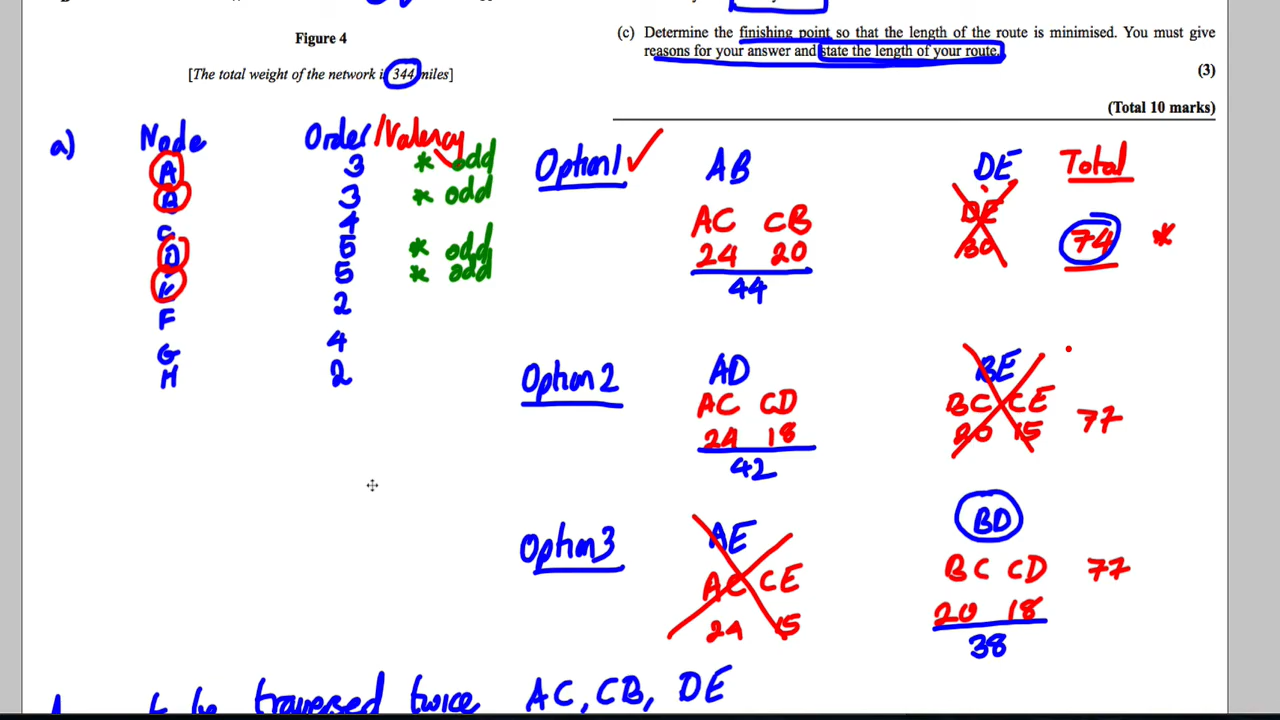 (c) Determine the finishing point so that the length of the route is minimised. You must give
reasons for your answer and state the length of your route.
(3)
(Total 10 marks)
Figure 4
[The total weight of the network is 344 miles]
a) Node Order/Valency
A 3 * odd
B 3 * odd
C 4
D 5 * odd
E 5 * odd
F 2
G 4
H 2
Option 1 ✓ AB DE Total
AC CB DE
24 20 30 74 *
44
Option 2 AD BE
AC CD BC CE
24 18 20 15 77
42
Option 3 AE BD
AC CE BC CD 77
24 15 20 18
38
traversed twice AC, CB, DE